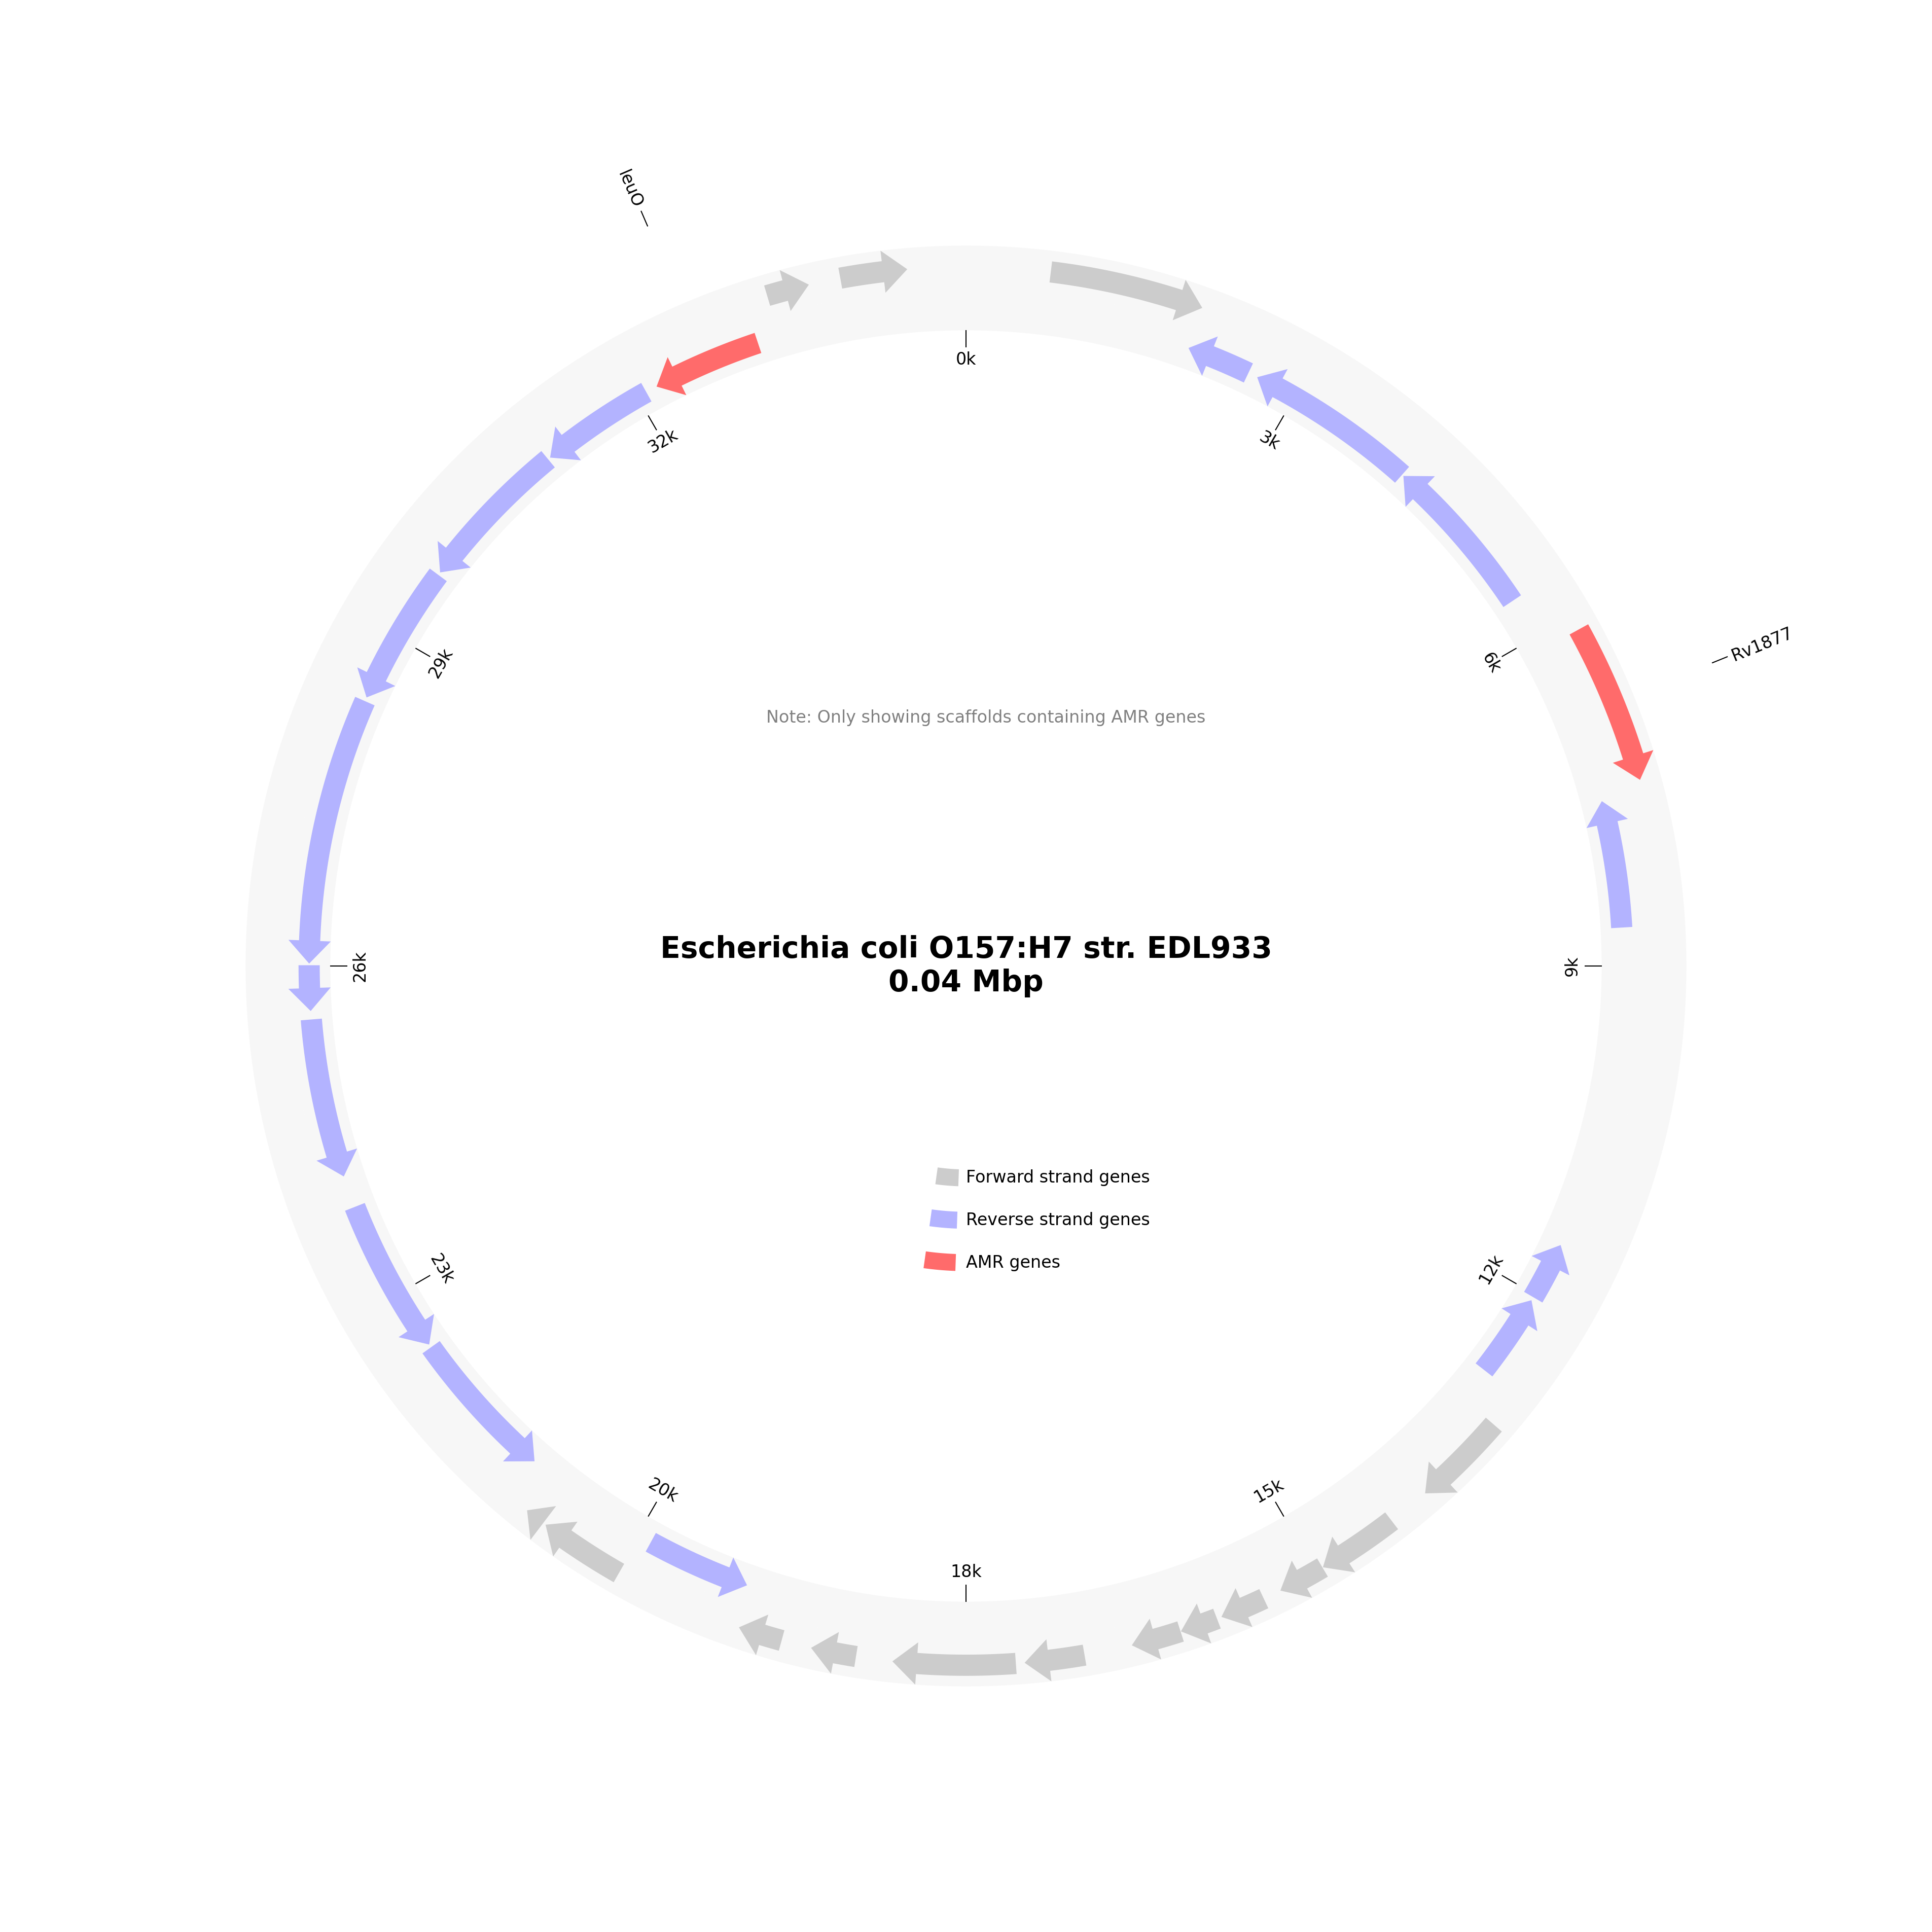 leuO
0k
32k
3k
Rv1877
29k
6k
Note: Only showing scaffolds containing AMR genes
Escherichia coli O157:H7 str. EDL933
0.04 Mbp
26k
9k
Forward strand genes
Reverse strand genes
AMR genes
23k
12k
20k
15k
18k